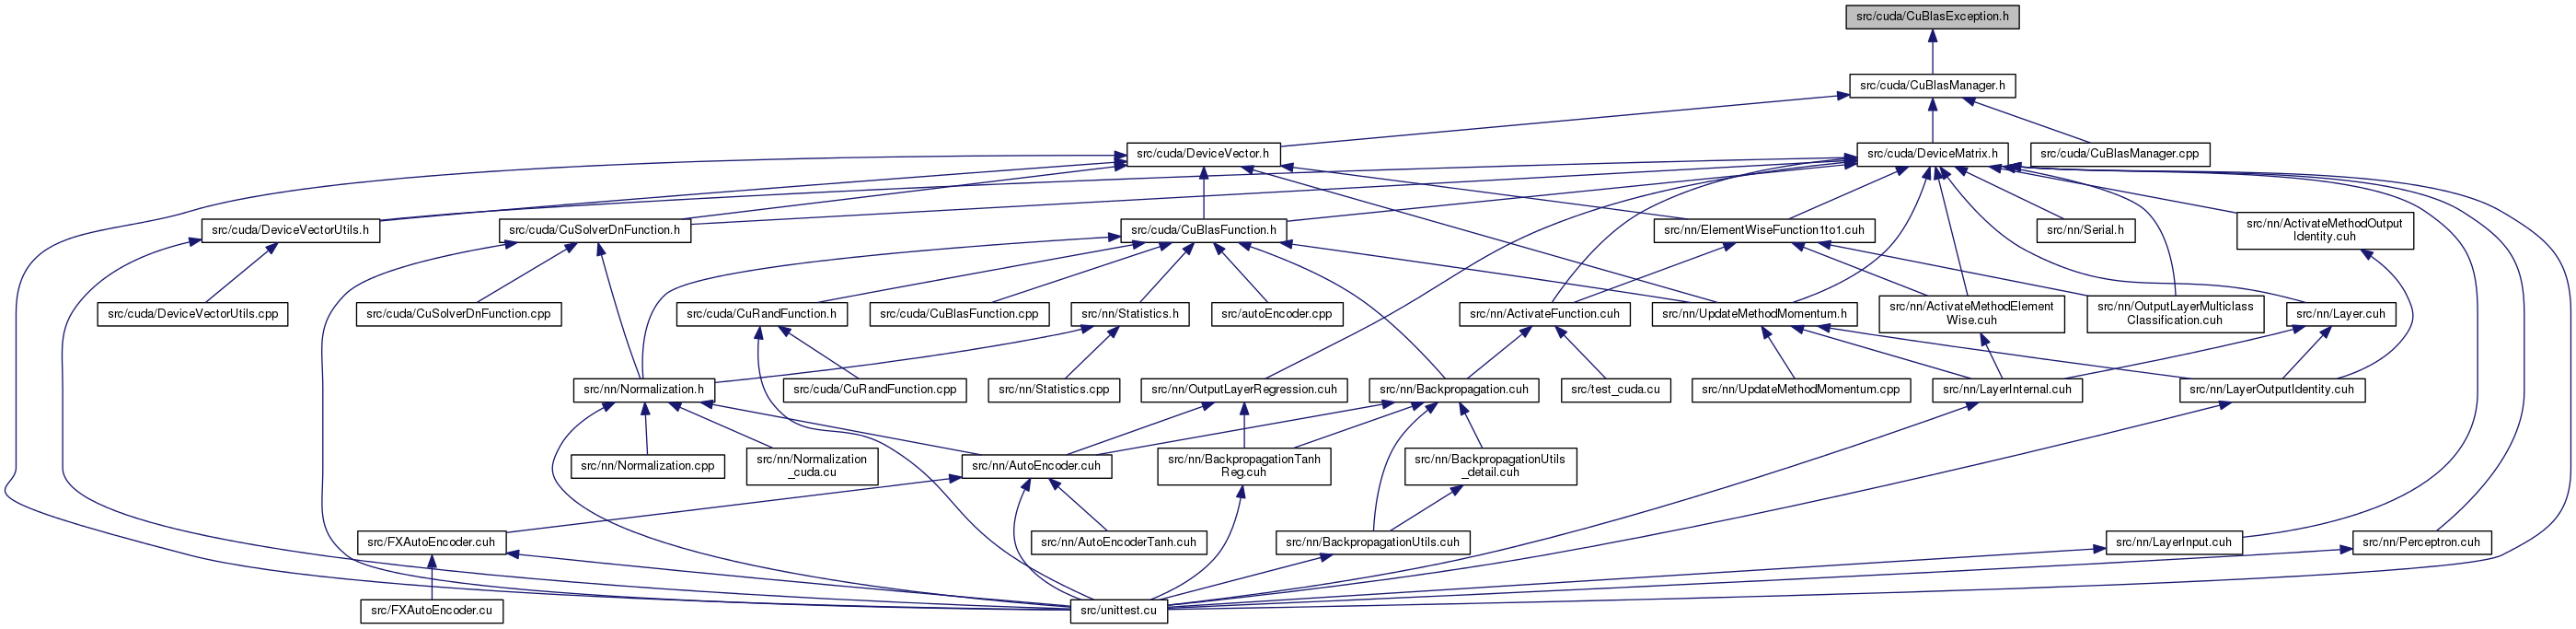 src/cuda/CuBlasException.h
src/cuda/CuBlasManager.h
src/cuda/DeviceVector.h
src/cuda/DeviceMatrix.h
src/cuda/CuBlasManager.cpp
src/cuda/DeviceVectorUtils.h
src/cuda/CuSolverDnFunction.h
src/cuda/CuBlasFunction.h
src/nn/ElementWiseFunction1to1.cuh
src/nn/Serial.h
src/nn/ActivateMethodOutput
Identity.cuh
src/cuda/DeviceVectorUtils.cpp
src/cuda/CuSolverDnFunction.cpp
src/cuda/CuRandFunction.h
src/cuda/CuBlasFunction.cpp
src/nn/Statistics.h
src/autoEncoder.cpp
src/nn/ActivateFunction.cuh
src/nn/UpdateMethodMomentum.h
src/nn/ActivateMethodElement
Wise.cuh
src/nn/OutputLayerMulticlass
Classification.cuh
src/nn/Layer.cuh
src/nn/Normalization.h
src/cuda/CuRandFunction.cpp
src/nn/Statistics.cpp
src/nn/OutputLayerRegression.cuh
src/nn/Backpropagation.cuh
src/test_cuda.cu
src/nn/UpdateMethodMomentum.cpp
src/nn/LayerInternal.cuh
src/nn/LayerOutputIdentity.cuh
src/nn/Normalization.cpp
src/nn/Normalization
_cuda.cu
src/nn/AutoEncoder.cuh
src/nn/BackpropagationTanh
Reg.cuh
src/nn/BackpropagationUtils
_detail.cuh
src/FXAutoEncoder.cuh
src/nn/AutoEncoderTanh.cuh
src/nn/BackpropagationUtils.cuh
src/nn/LayerInput.cuh
src/nn/Perceptron.cuh
src/FXAutoEncoder.cu
src/unittest.cu